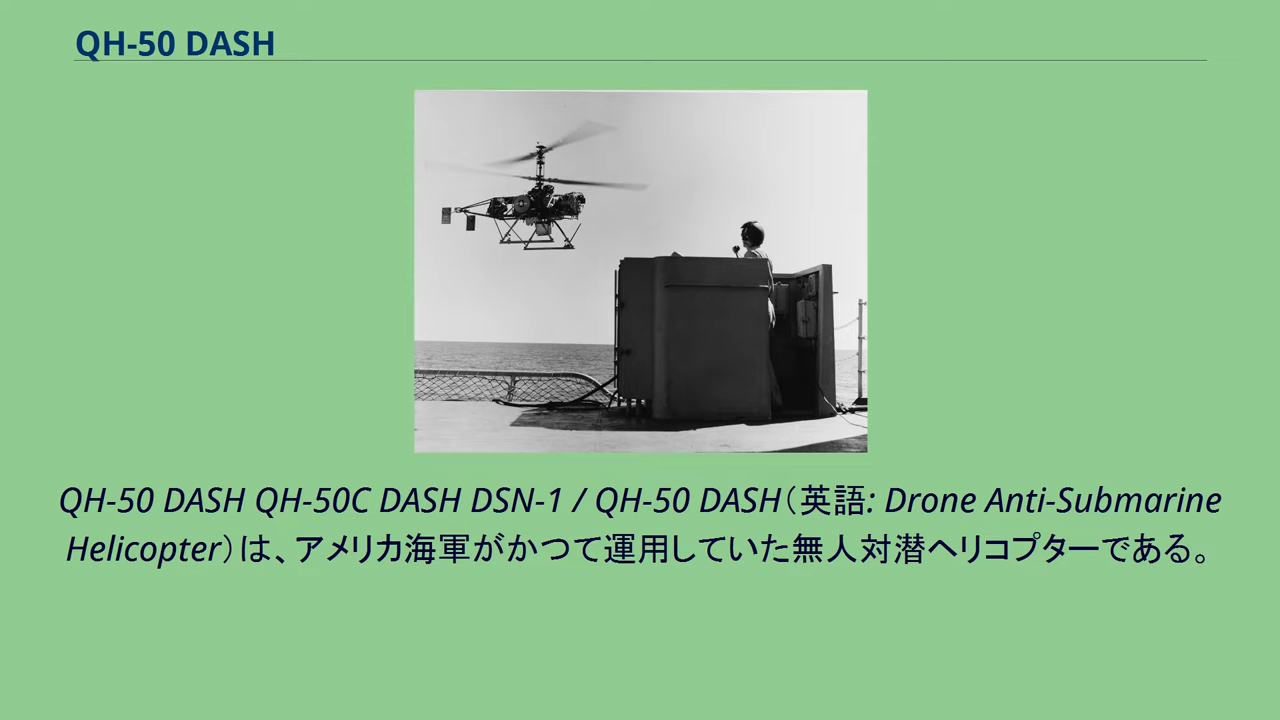 QH-50 DASH
QH-50 DASH QH-50C DASH DSN-1 / QH-50 DASH（英語: Drone Anti-Submarine
Helicopter）は、アメリカ海軍がかつて運用していた無人対潜ヘリコプターである。